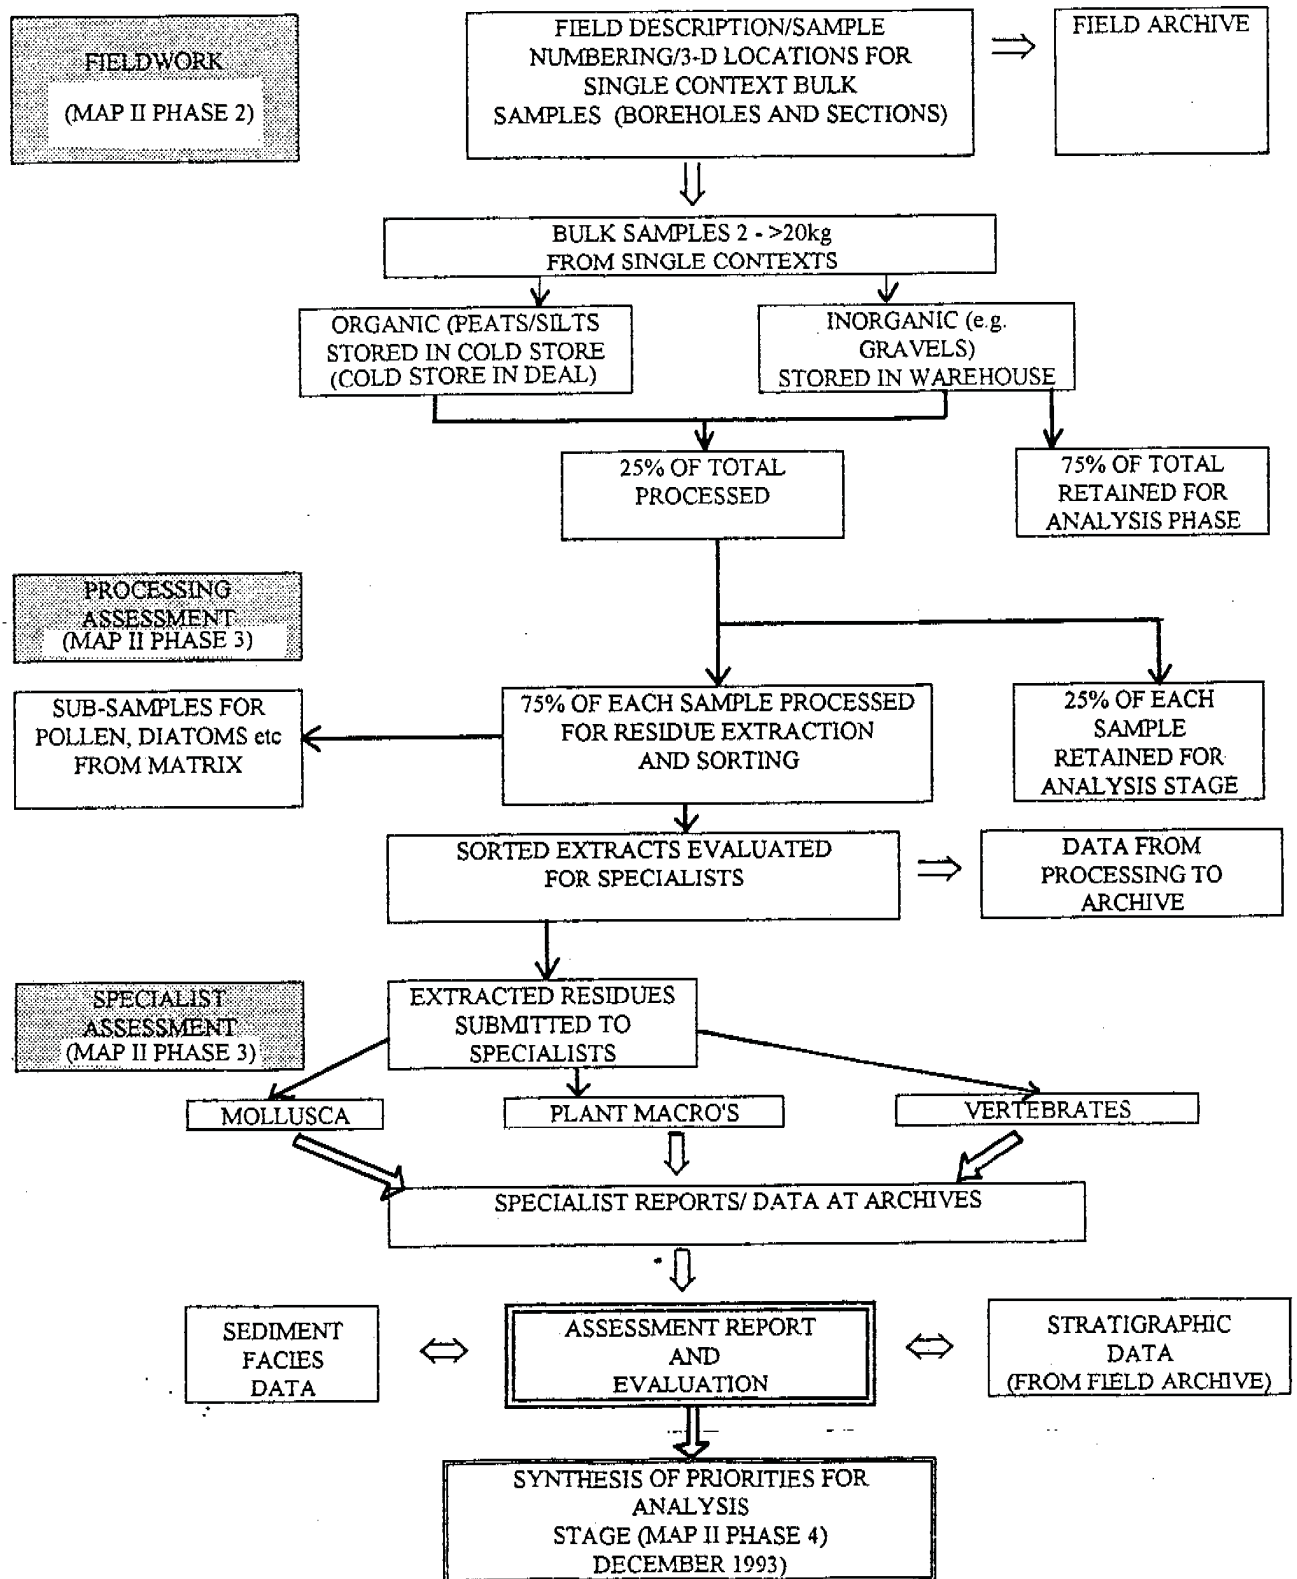 FIELDWORK
(MAP II PHASE 2)
FIELD DESCRIPTION/SAMPLE
NUMBERING/3-D LOCATIONS FOR
SINGLE CONTEXT BULK
SAMPLES (BOREHOLES AND SECTIONS)
FIELD ARCHIVE
BULK SAMPLES 2 - >20kg
FROM SINGLE CONTEXTS
ORGANIC (PEATS/SILTS
STORED IN COLD STORE
(COLD STORE IN DEAL)
INORGANIC (e.g.
GRAVELS)
STORED IN WAREHOUSE
25% OF TOTAL
PROCESSED
75% OF TOTAL
RETAINED FOR
ANALYSIS PHASE
PROCESSING
ASSESSMENT
(MAP II PHASE 3)
SUB-SAMPLES FOR
POLLEN, DIATOMS etc
FROM MATRIX
75% OF EACH SAMPLE PROCESSED
FOR RESIDUE EXTRACTION
AND SORTING
25% OF EACH
SAMPLE
RETAINED FOR
ANALYSIS STAGE
SORTED EXTRACTS EVALUATED
FOR SPECIALISTS
DATA FROM
PROCESSING TO
ARCHIVE
SPECIALIST
ASSESSMENT
(MAP II PHASE 3)
EXTRACTED RESIDUES
SUBMITTED TO
SPECIALISTS
MOLLUSCA
PLANT MACRO'S
VERTEBRATES
SPECIALIST REPORTS/ DATA AT ARCHIVES
SEDIMENT
FACIES
DATA
ASSESSMENT REPORT
AND
EVALUATION
STRATIGRAPHIC
DATA
(FROM FIELD ARCHIVE)
SYNTHESIS OF PRIORITIES FOR
ANALYSIS
STAGE (MAP II PHASE 4)
DECEMBER 1993)